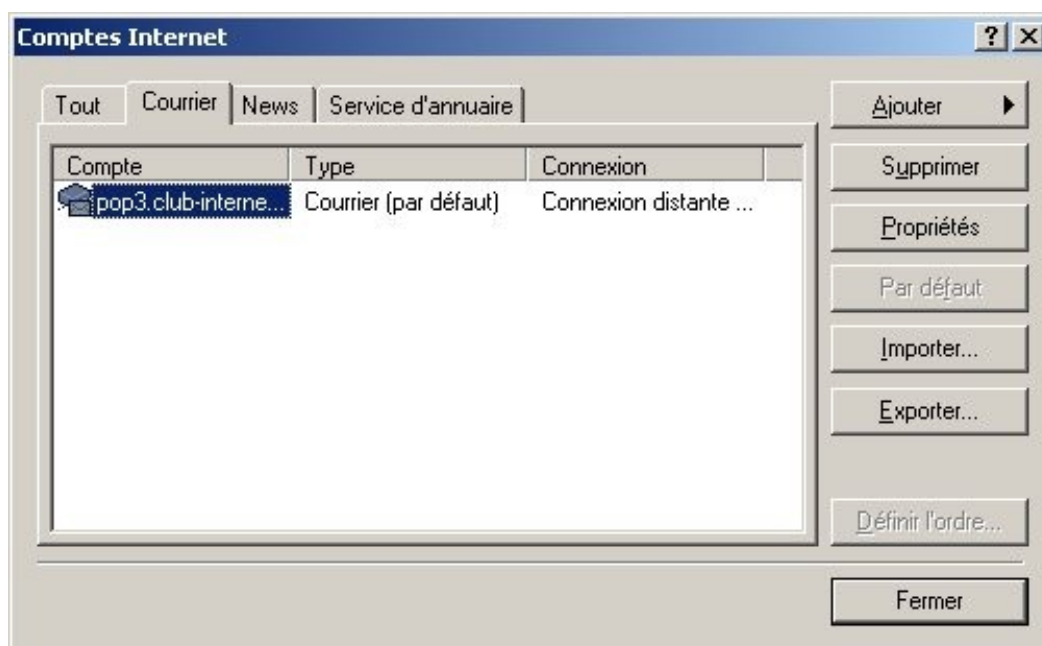 Comptes Internet
Tout Courrier News Service d'annuaire
Compte Type Connexion
pop3.club-interne... Courrier (par défaut) Connexion distante ...
Ajouter
Supprimer
Propriétés
Par défaut
Importer...
Exporter...
Définir l'ordre...
Fermer